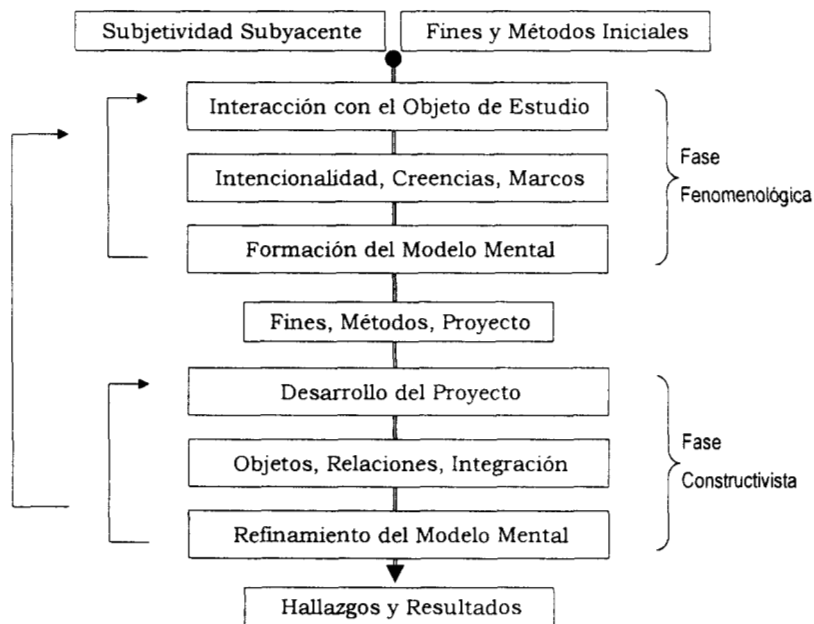 Subjetividad Subyacente
Fines y Métodos Iniciales
Interacción con el Objeto de Estudio
Intencionalidad, Creencias, Marcos
Formación del Modelo Mental
Fase
Fenomenológica
Fines, Métodos, Proyecto
Desarrollo del Proyecto
Objetos, Relaciones, Integración
Refinamiento del Modelo Mental
Fase
Constructivista
Hallazgos y Resultados